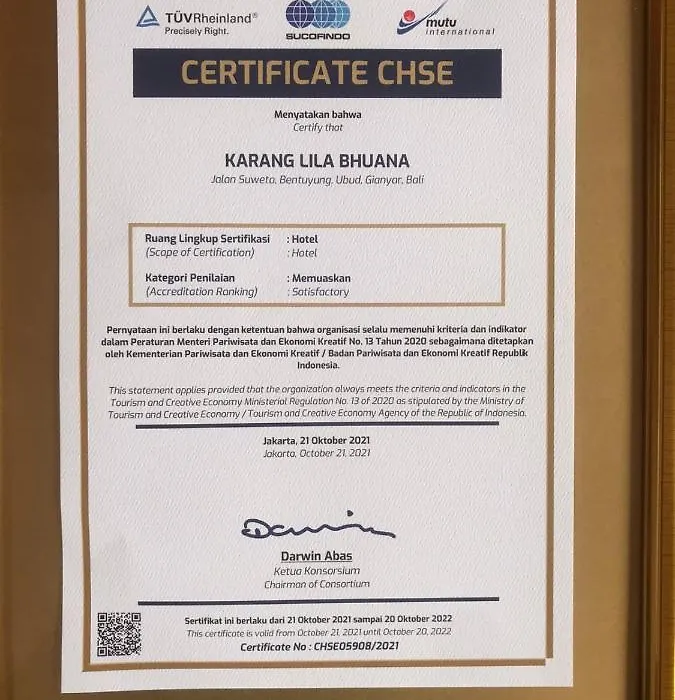 TÜVRheinland®
Precisely Right.
SUCOFINDO
mutu
international
CERTIFICATE CHSE
Menyatakan bahwa
Certify that
KARANG LILA BHUANA
Jalan Suweta, Bentuyung, Ubud, Gianyar, Bali
Ruang Lingkup Sertifikasi : Hotel
(Scope of Certification) : Hotel
Kategori Penilaian : Memuaskan
(Accreditation Ranking) : Satisfactory
Pernyataan ini berlaku dengan ketentuan bahwa organisasi selalu memenuhi kriteria dan indikator
dalam Peraturan Menteri Pariwisata dan Ekonomi Kreatif No. 13 Tahun 2020 sebagaimana ditetapkan
oleh Kementerian Pariwisata dan Ekonomi Kreatif / Badan Pariwisata dan Ekonomi Kreatif Republik
Indonesia.
This statement applies provided that the organization always meets the criteria and indicators in the
Tourism and Creative Economy Ministerial Regulation No. 13 of 2020 as stipulated by the Ministry of
Tourism and Creative Economy / Tourism and Creative Economy Agency of the Republic of Indonesia.
Jakarta, 21 Oktober 2021
Jakarta, October 21, 2021
Darwin Abas
Ketua Konsorsium
Chairman of Consortium
Sertifikat ini berlaku dari 21 Oktober 2021 sampai 20 Oktober 2022
This certificate is valid from October 21, 2021 until October 20, 2022
Certificate No : CHSE05908/2021